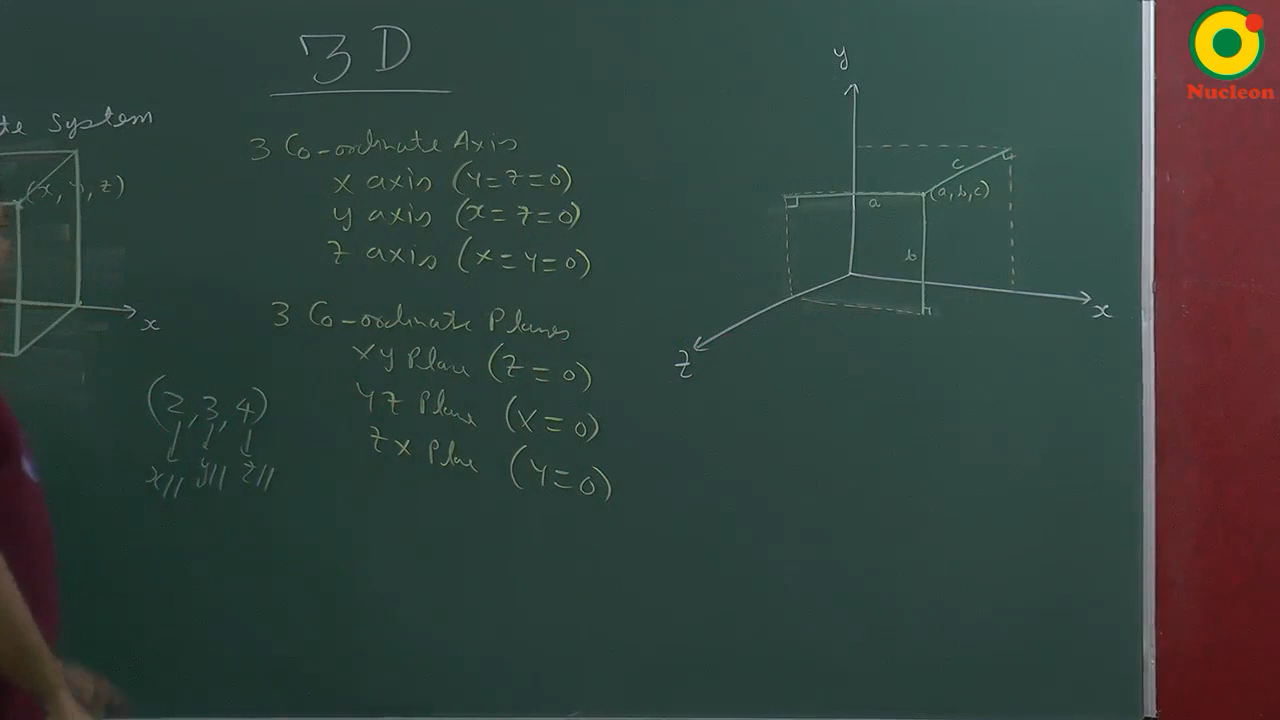 3D
te System
(x, y, z)
x
(2, 3, 4)
x// y// z//
3 Co-ordinate Axis
x axis (y=z=0)
y axis (x=z=0)
z axis (x=y=0)
3 Co-ordinate Planes
xy Plane (z=0)
yz Plane (x=0)
zx Plane (y=0)
y
c
(a, b, c)
a
b
x
z
Nucleon